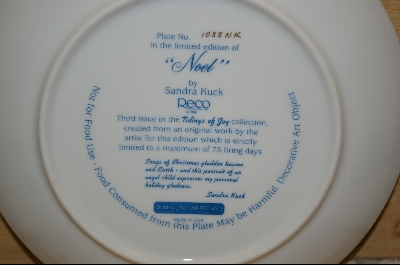 Plate No. 1088NK
in the limited edition of
"Noel"
by
Sandra Kuck
Reco
Third issue in the Tidings of Joy collection,
created from an original work by the
artist for this edition which is strictly
limited to a maximum of 75 firing days.
Songs of Christmas gladden heaven
and Earth - and this portrait of an
angel child expresses my personal
holiday gladness.
Sandra Kuck
Made in USA
Not for Food Use - Food Consumed from this Plate May be Harmful. Decorative Art Object